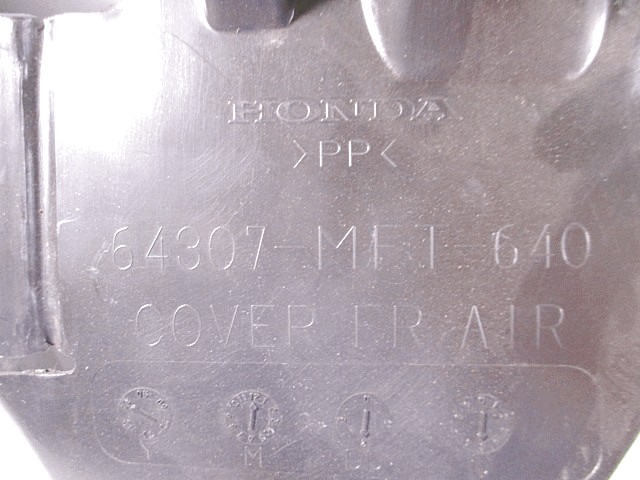 HONDA
>PP<
64307-MFJ-640
COVER FR AIR
M